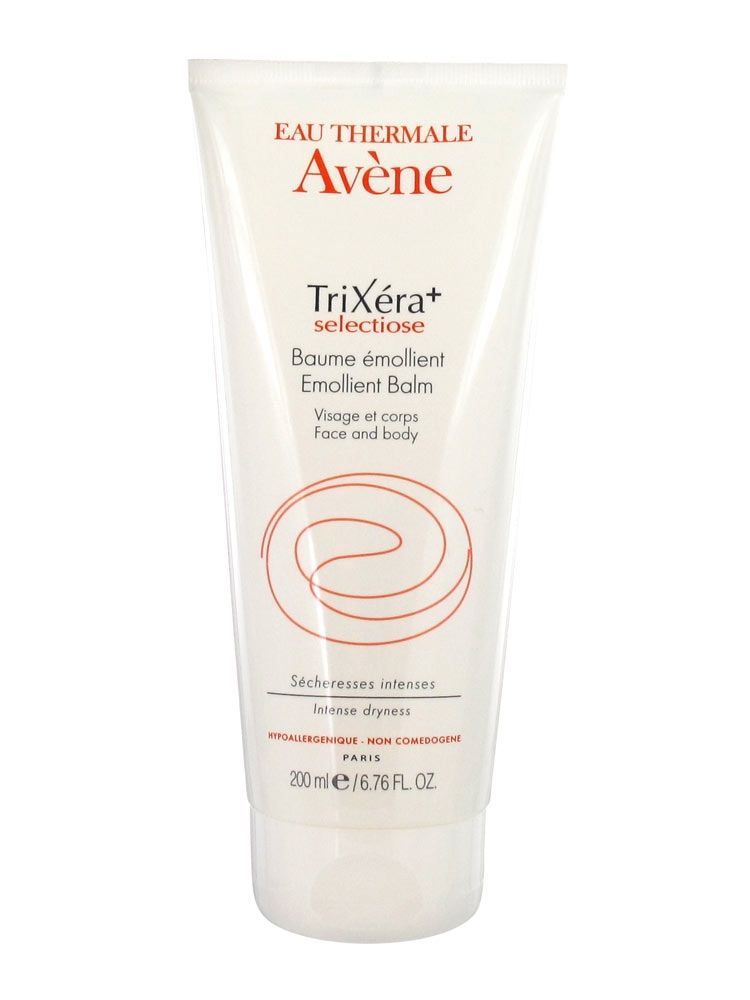 EAU THERMALE
Avène
TriXéra+
selectiose
Baume émollient
Emollient Balm
Visage et corps
Face and body
Sécheresses intenses
Intense dryness
HYPOALLERGENIQUE - NON COMEDOGENE
PARIS
200 ml e / 6.76 FL. OZ.